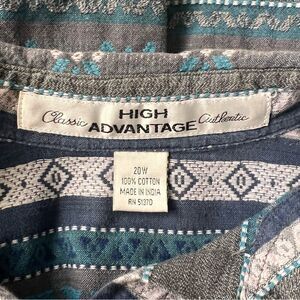 Classic HIGH ADVANTAGE Authentic
20W
100% COTTON
MADE IN INDIA
RN 51370